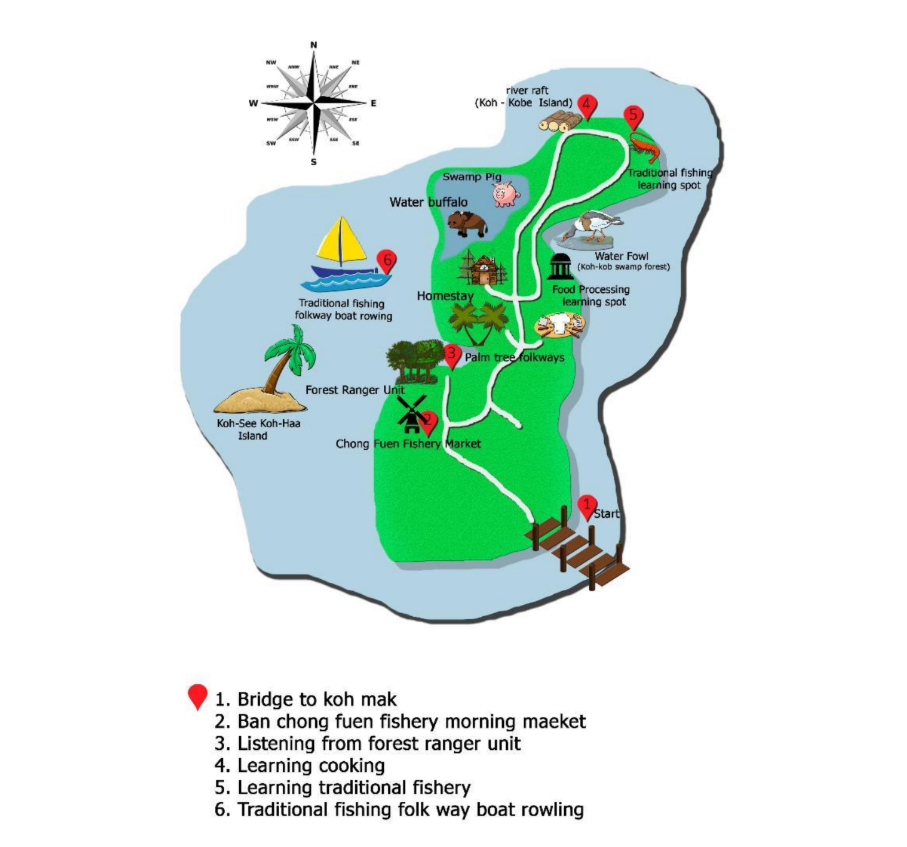 N
NW
NNW
NNE
NE
WNW
ENE
W
E
WSW
ESE
SW
SSW
SSE
SE
S
river raft
(Koh - Kobe Island)
4
5
Traditional fishing
learning spot
Swamp Pig
Water buffalo
Water Fowl
(Koh-kob swamp forest)
6
Traditional fishing
folkway boat rowing
Homestay
Food Processing
learning spot
3
Palm tree folkways
Forest Ranger Unit
Koh-See Koh-Haa
Island
2
Chong Fuen Fishery Market
1
Start
1. Bridge to koh mak
2. Ban chong fuen fishery morning maeket
3. Listening from forest ranger unit
4. Learning cooking
5. Learning traditional fishery
6. Traditional fishing folk way boat rowling